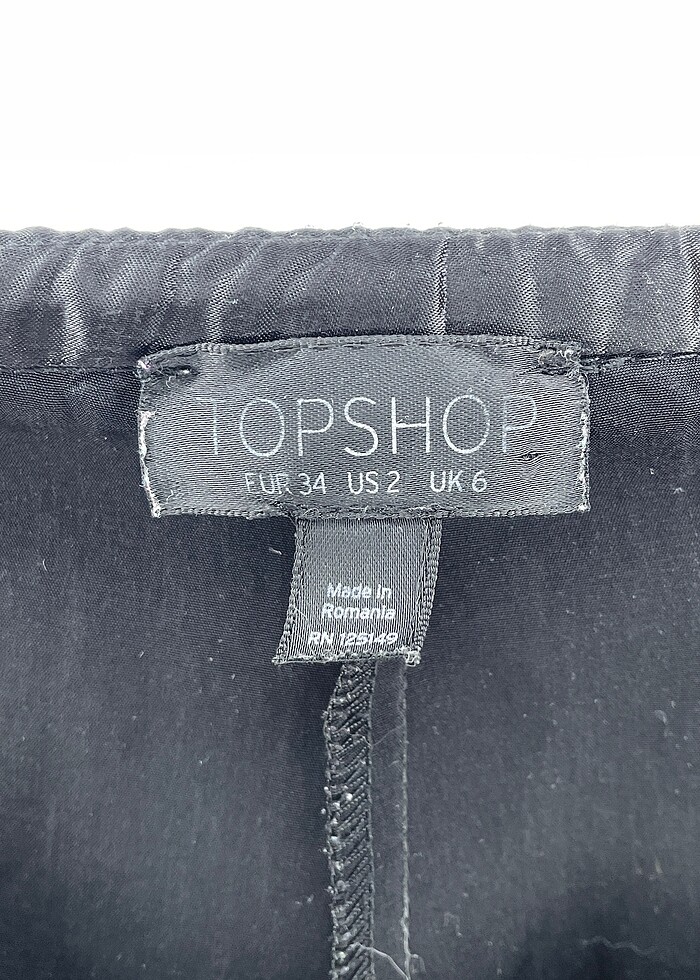 TOPSHOP
EUR 34 US 2 UK 6
Made in
Romania
RN 125149